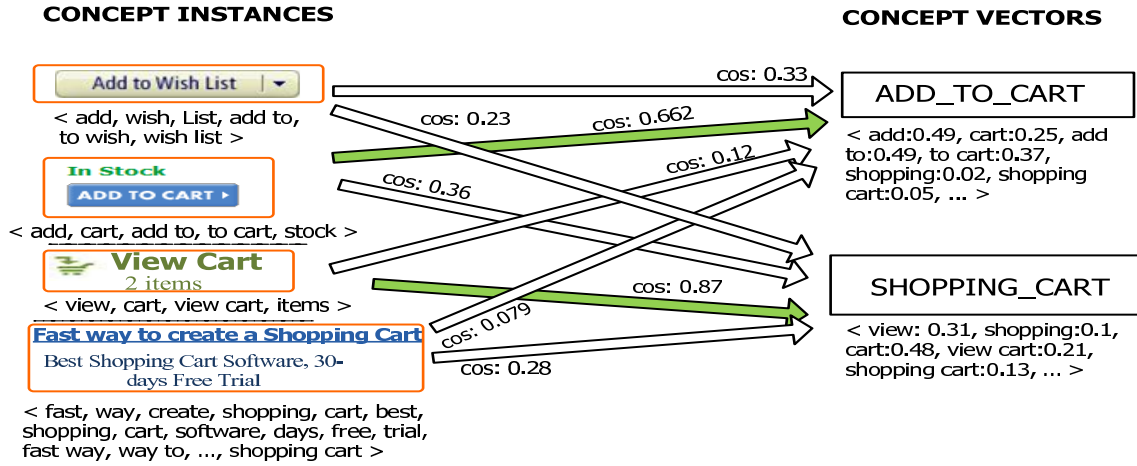 CONCEPT INSTANCES
CONCEPT VECTORS
Add to Wish List
< add, wish, List, add to,
to wish, wish list >
In Stock
ADD TO CART
< add, cart, add to, to cart, stock >
View Cart
2 items
< view, cart, view cart, items >
Fast way to create a Shopping Cart
Best Shopping Cart Software, 30-
days Free Trial
< fast, way, create, shopping, cart, best,
shopping, cart, software, days, free, trial,
fast way, way to, ..., shopping cart >
cos: 0.33
cos: 0.23
cos: 0.662
cos: 0.12
cos: 0.36
cos: 0.87
cos: 0.079
cos: 0.28
ADD_TO_CART
< add:0.49, cart:0.25, add
to:0.49, to cart:0.37,
shopping:0.02, shopping
cart:0.05, ... >
SHOPPING_CART
< view: 0.31, shopping:0.1,
cart:0.48, view cart:0.21,
shopping cart:0.13, ... >